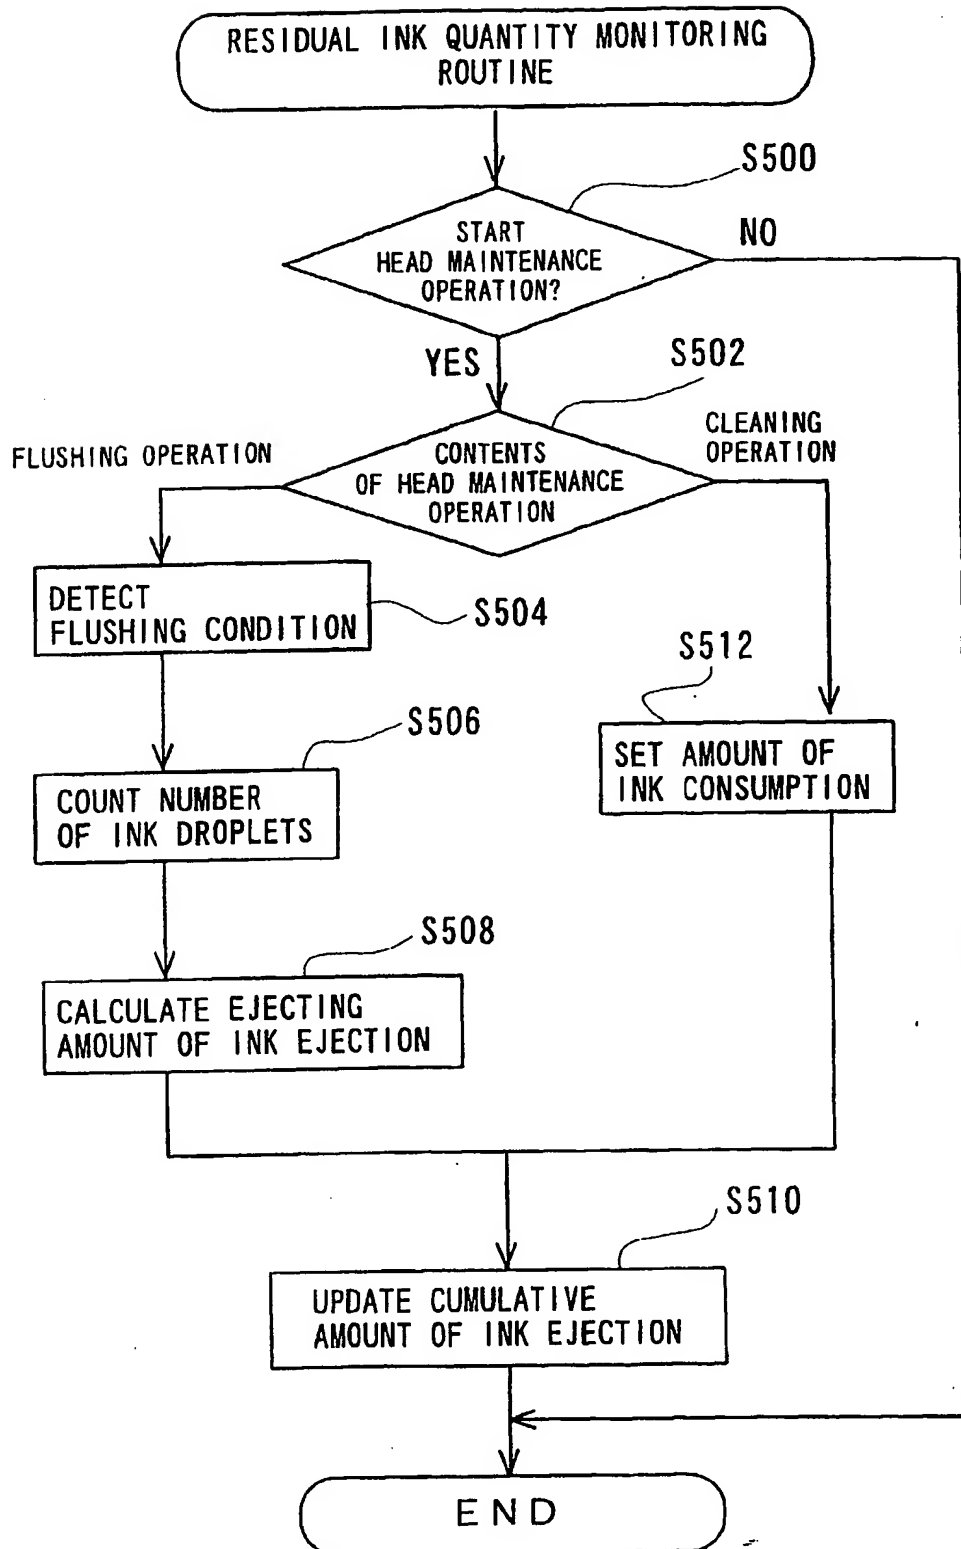 RESIDUAL INK QUANTITY MONITORING
ROUTINE
S500
START
HEAD MAINTENANCE
OPERATION?
NO
YES
S502
CONTENTS
OF HEAD MAINTENANCE
OPERATION
FLUSHING OPERATION
CLEANING
OPERATION
DETECT
FLUSHING CONDITION
S504
S512
SET AMOUNT OF
INK CONSUMPTION
S506
COUNT NUMBER
OF INK DROPLETS
S508
CALCULATE EJECTING
AMOUNT OF INK EJECTION
S510
UPDATE CUMULATIVE
AMOUNT OF INK EJECTION
END